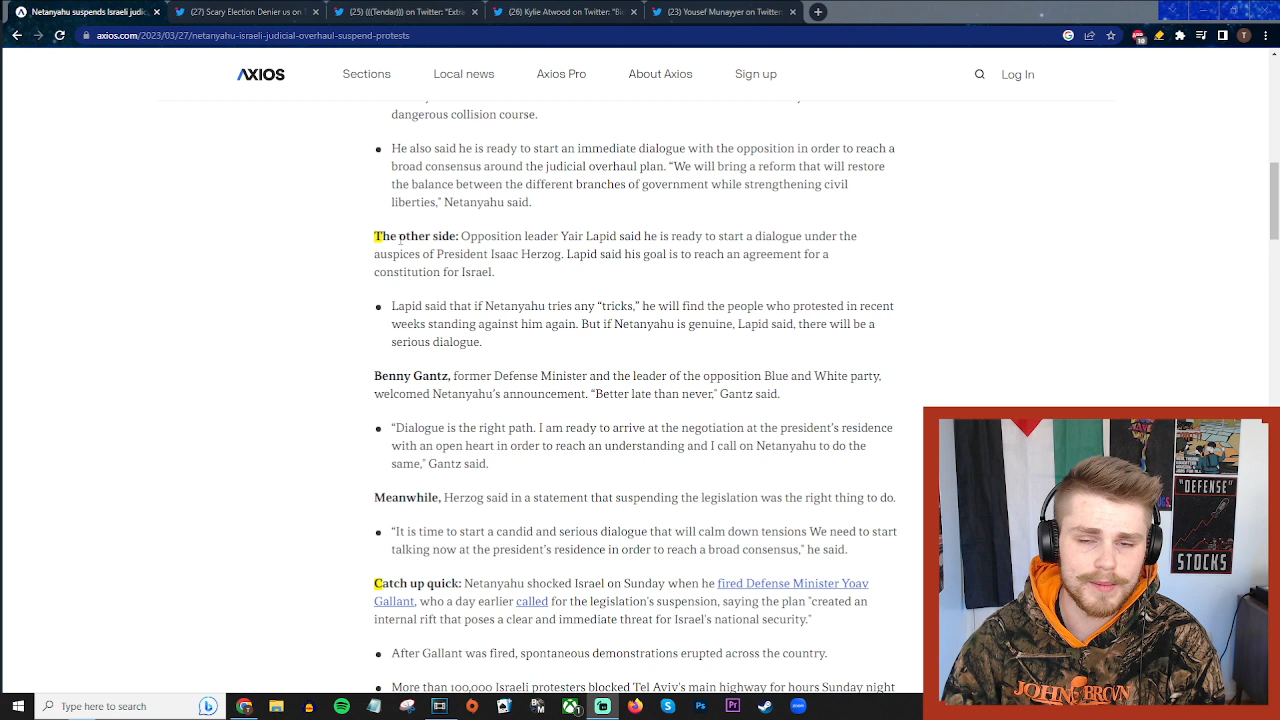 Netanyahu suspends Israeli judic
(27) Scary Election Denier us on
(25) (((Tendar))) on Twitter: "Extra
(26) Kylie Atwood on Twitter: "Bi
(23) Yousef Munayyer on Twitter:
axios.com/2023/03/27/netanyahu-israeli-judicial-overhaul-suspend-protests
10
T
AXIOS
Sections
Local news
Axios Pro
About Axios
Sign up
Log In
dangerous collision course.
He also said he is ready to start an immediate dialogue with the opposition in order to reach a
broad consensus around the judicial overhaul plan. “We will bring a reform that will restore
the balance between the different branches of government while strengthening civil
liberties," Netanyahu said.
The other side: Opposition leader Yair Lapid said he is ready to start a dialogue under the
auspices of President Isaac Herzog. Lapid said his goal is to reach an agreement for a
constitution for Israel.
Lapid said that if Netanyahu tries any “tricks,” he will find the people who protested in recent
weeks standing against him again. But if Netanyahu is genuine, Lapid said, there will be a
serious dialogue.
Benny Gantz, former Defense Minister and the leader of the opposition Blue and White party,
welcomed Netanyahu’s announcement. “Better late than never," Gantz said.
“Dialogue is the right path. I am ready to arrive at the negotiation at the president’s residence
with an open heart in order to reach an understanding and I call on Netanyahu to do the
same," Gantz said.
Meanwhile, Herzog said in a statement that suspending the legislation was the right thing to do.
“It is time to start a candid and serious dialogue that will calm down tensions We need to start
talking now at the president’s residence in order to reach a broad consensus," he said.
Catch up quick: Netanyahu shocked Israel on Sunday when he fired Defense Minister Yoav
Gallant, who a day earlier called for the legislation's suspension, saying the plan "created an
internal rift that poses a clear and immediate threat for Israel's national security."
After Gallant was fired, spontaneous demonstrations erupted across the country.
More than 100,000 Israeli protesters blocked Tel Aviv's main highway for hours Sunday night
"DEFENSE"
STOCKS
JOHN BROWN
Type here to search